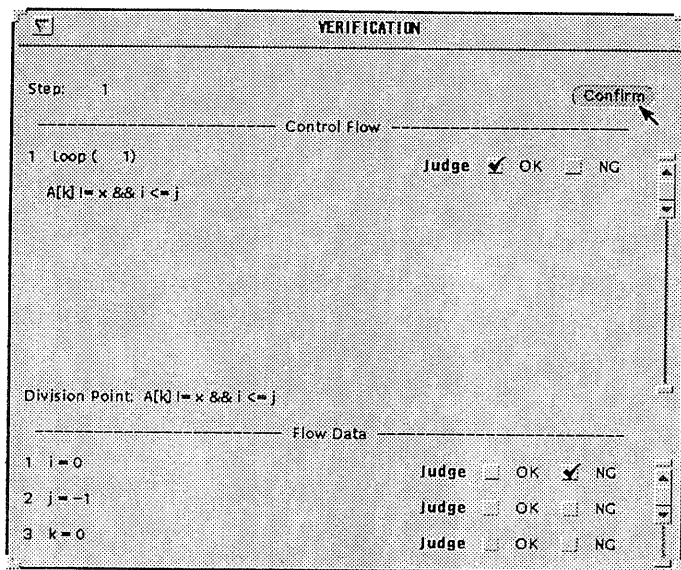 VERIFICATION
Step: 1
Confirm
Control Flow
1 Loop ( 1)
Judge OK NG
A[k] != x && i <= j
Division Point: A[k] != x && i <= j
Flow Data
1 i = 0
Judge OK NG
2 j = -1
Judge OK NG
3 k = 0
Judge OK NG